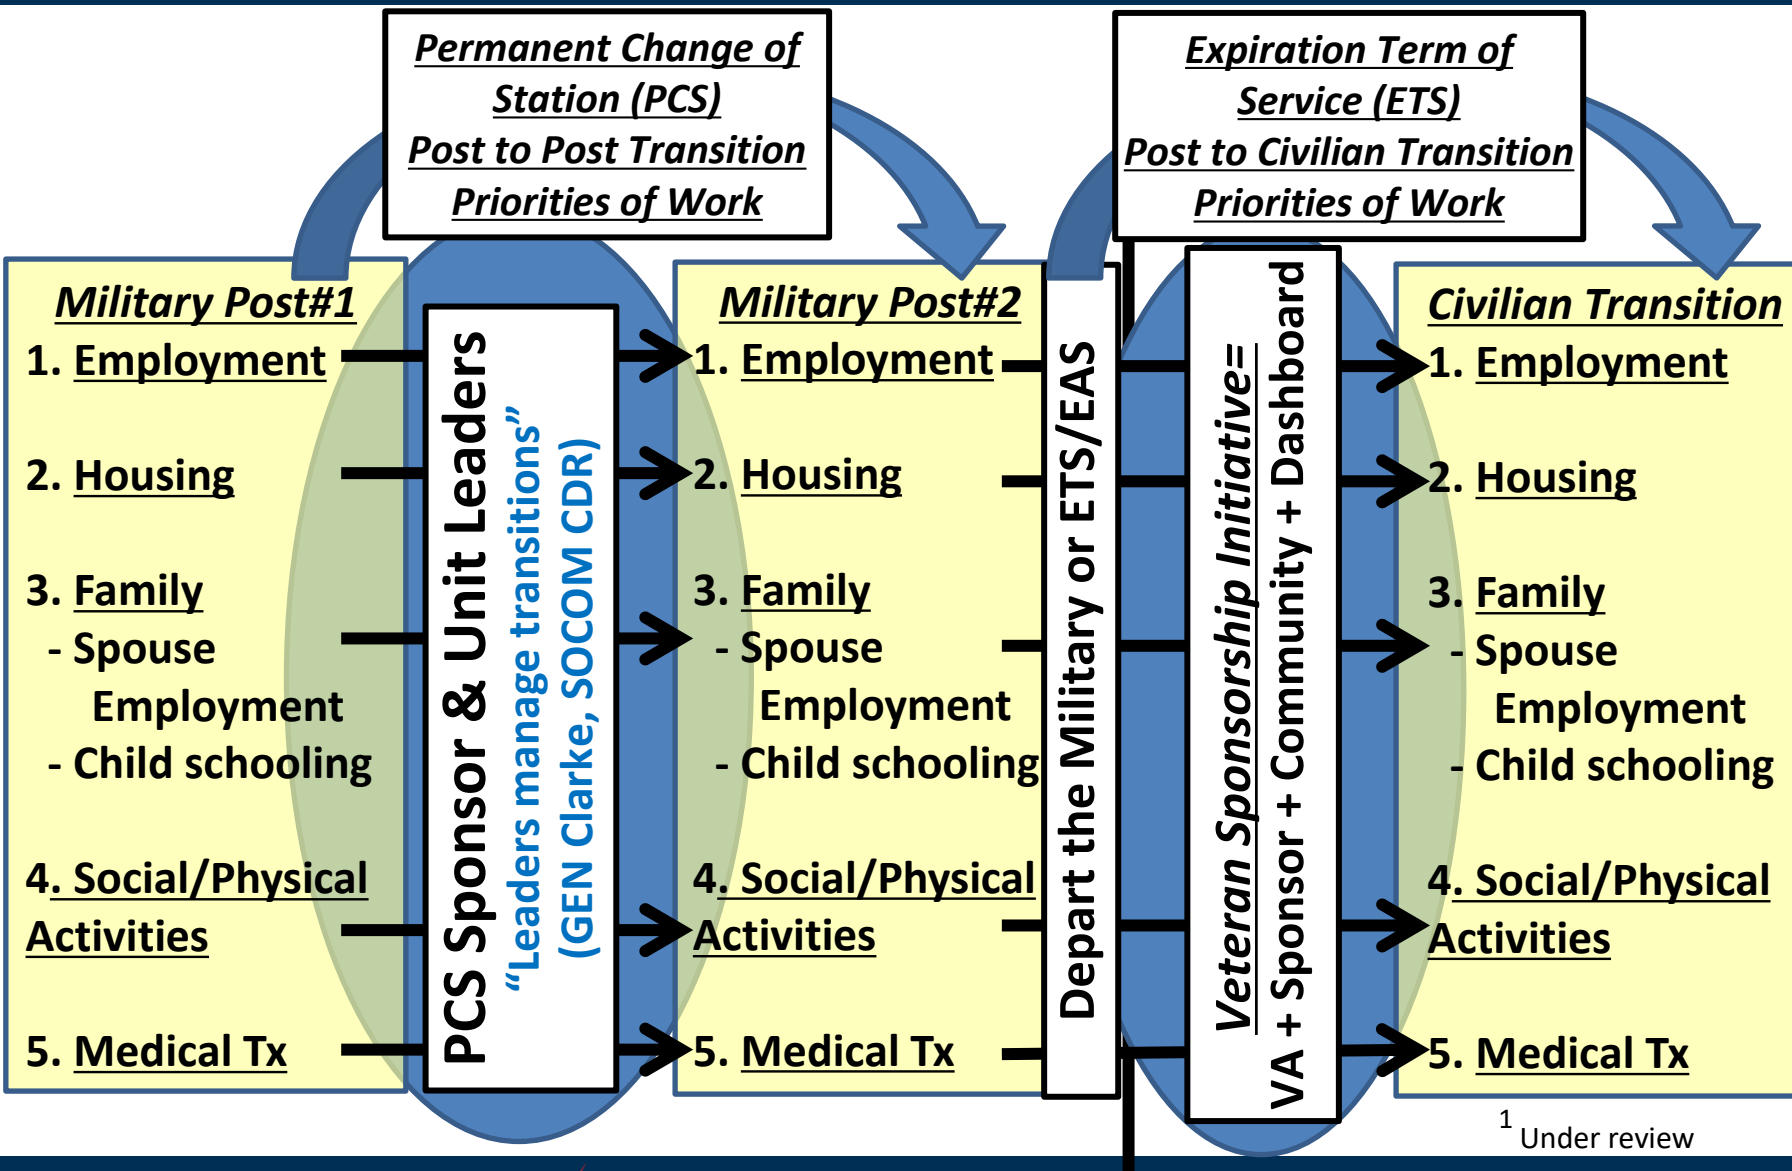 Permanent Change of
Station (PCS)
Post to Post Transition
Priorities of Work
Expiration Term of
Service (ETS)
Post to Civilian Transition
Priorities of Work
Military Post#1
1. Employment
2. Housing
3. Family
- Spouse
Employment
- Child schooling
4. Social/Physical
Activities
5. Medical Tx
PCS Sponsor & Unit Leaders
“Leaders manage transitions”
(GEN Clarke, SOCOM CDR)
Military Post#2
1. Employment
2. Housing
3. Family
- Spouse
Employment
- Child schooling
4. Social/Physical
Activities
5. Medical Tx
Depart the Military or ETS/EAS
Veteran Sponsorship Initiative=
VA + Sponsor + Community + Dashboard
Civilian Transition
1. Employment
2. Housing
3. Family
- Spouse
Employment
- Child schooling
4. Social/Physical
Activities
5. Medical Tx
1 Under review